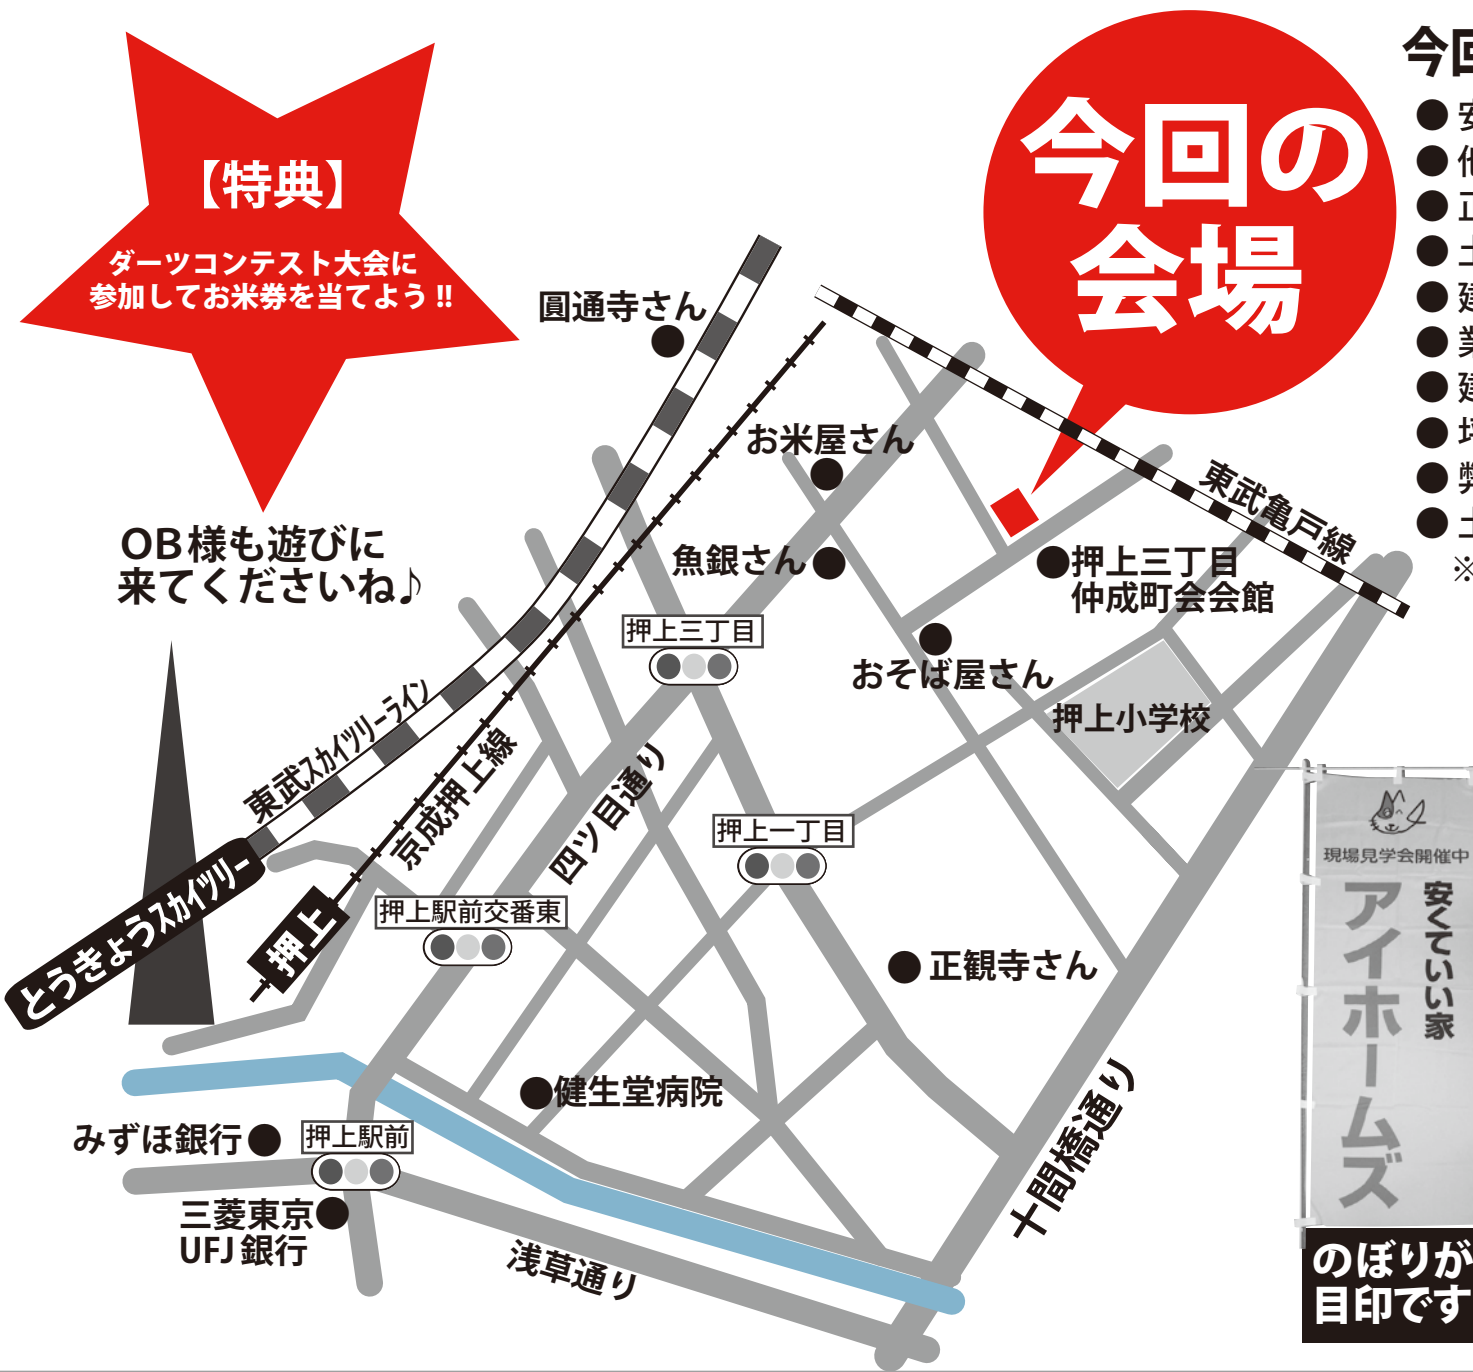 【特典】
ダーツコンテスト大会に
参加してお米券を当てよう!!
OB様も遊びに
来てくださいね♪
今回の
会場
今回
圓通寺さん
お米屋さん
魚銀さん
東武亀戸線
押上三丁目
仲成町会会館
押上三丁目
おそば屋さん
押上小学校
東武スカイツリーライン
京成押上線
四ツ目通り
押上一丁目
とうきょうスカイツリー
押上
押上駅前交番東
正観寺さん
健生堂病院
みずほ銀行
押上駅前
三菱東京
UFJ銀行
浅草通り
十間橋通り
現場見学会開催中
安くていい家
アイホームズ
のぼりが
目印です
※